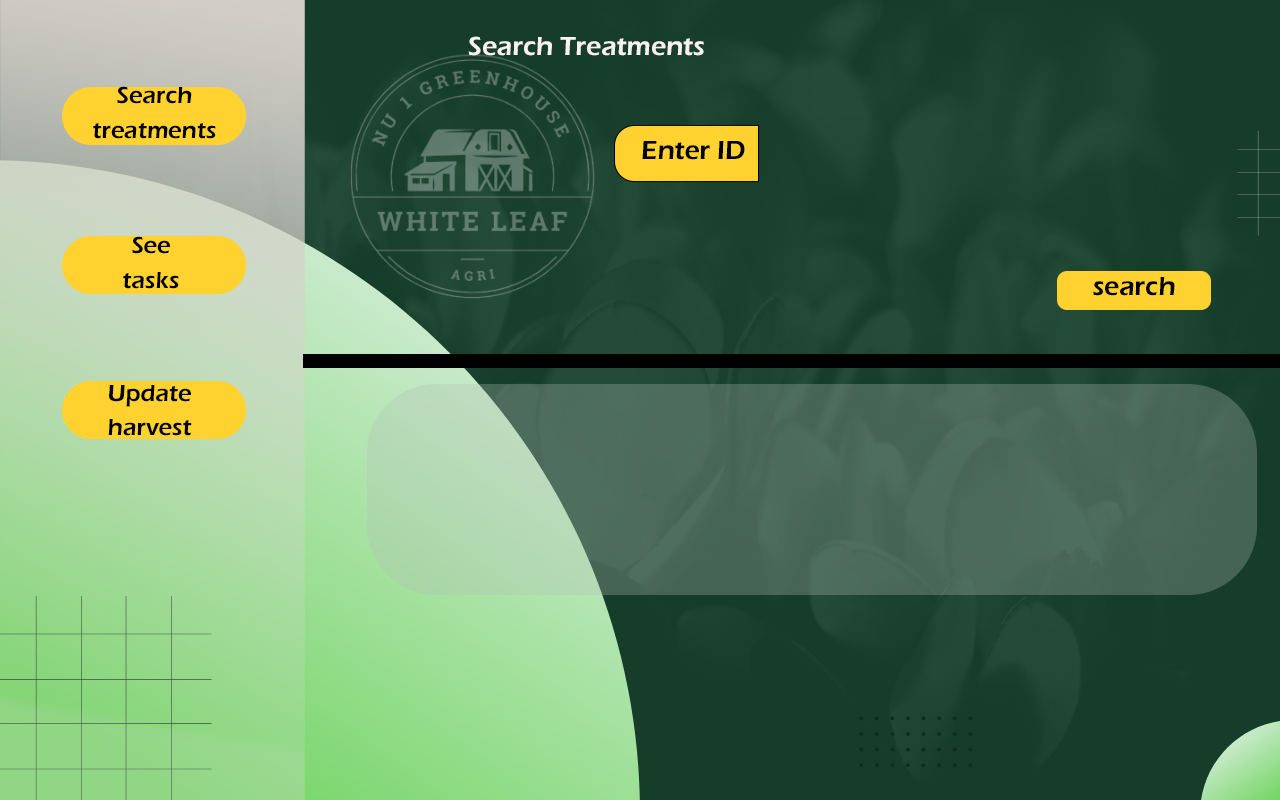 Search Treatments
Search
treatments
NU 1 GREENHOUSE
Enter ID
WHITE LEAF
See
tasks
AGRI
search
Update
harvest